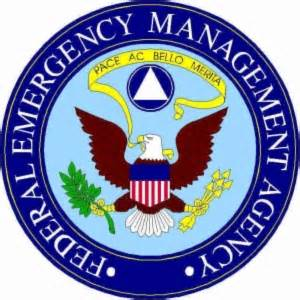 FEDERAL EMERGENCY MANAGEMENT AGENCY
PACE AC BELLO MERITA